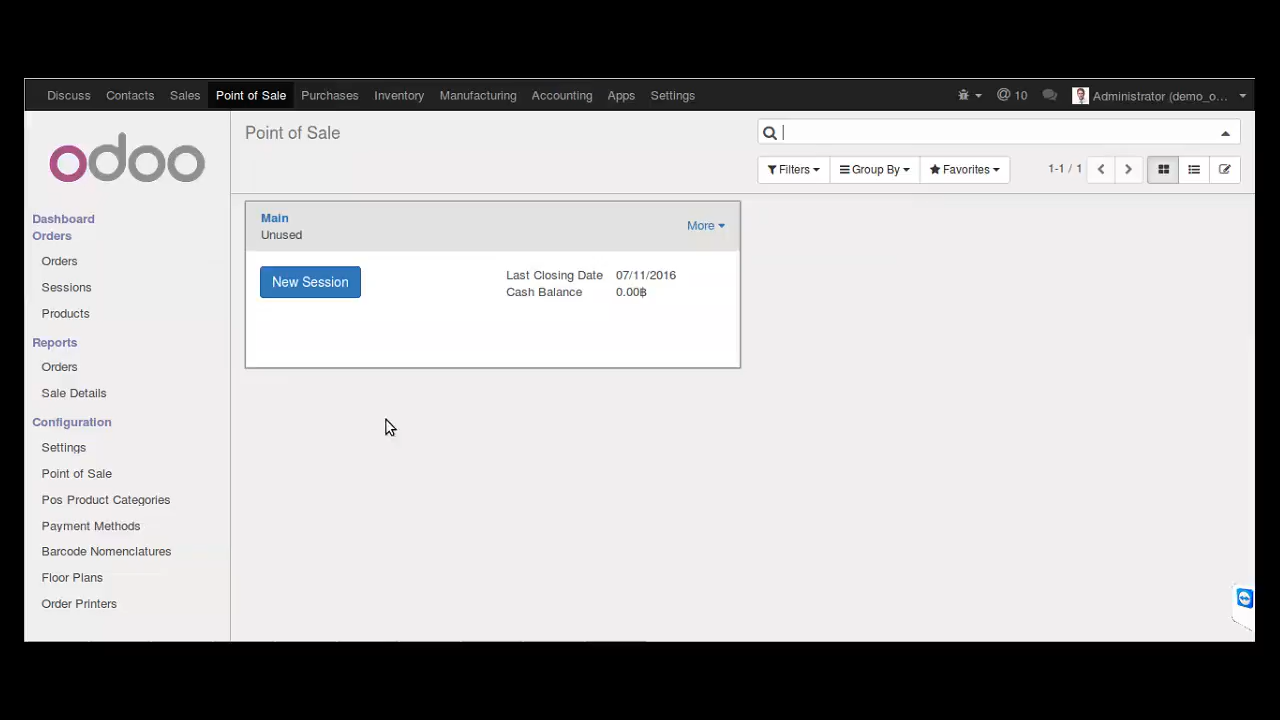 Discuss Contacts Sales Point of Sale Purchases Inventory Manufacturing Accounting Apps Settings @ 10 Administrator (demo_o...
odoo
Point of Sale
Filters Group By Favorites 1-1 / 1
Dashboard
Orders
Orders
Sessions
Products
Reports
Orders
Sale Details
Configuration
Settings
Point of Sale
Pos Product Categories
Payment Methods
Barcode Nomenclatures
Floor Plans
Order Printers
Main
Unused
More
New Session
Last Closing Date 07/11/2016
Cash Balance 0.00฿